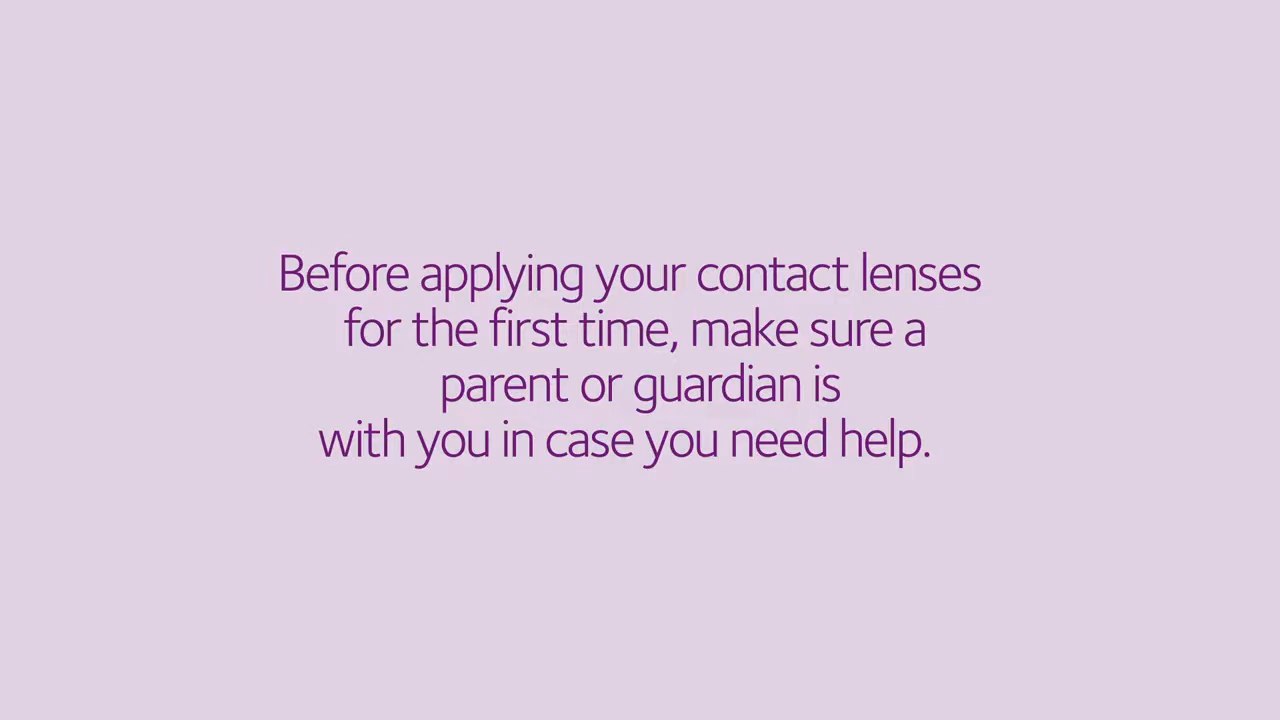 Before applying your contact lenses
for the first time, make sure a
parent or guardian is
with you in case you need help.